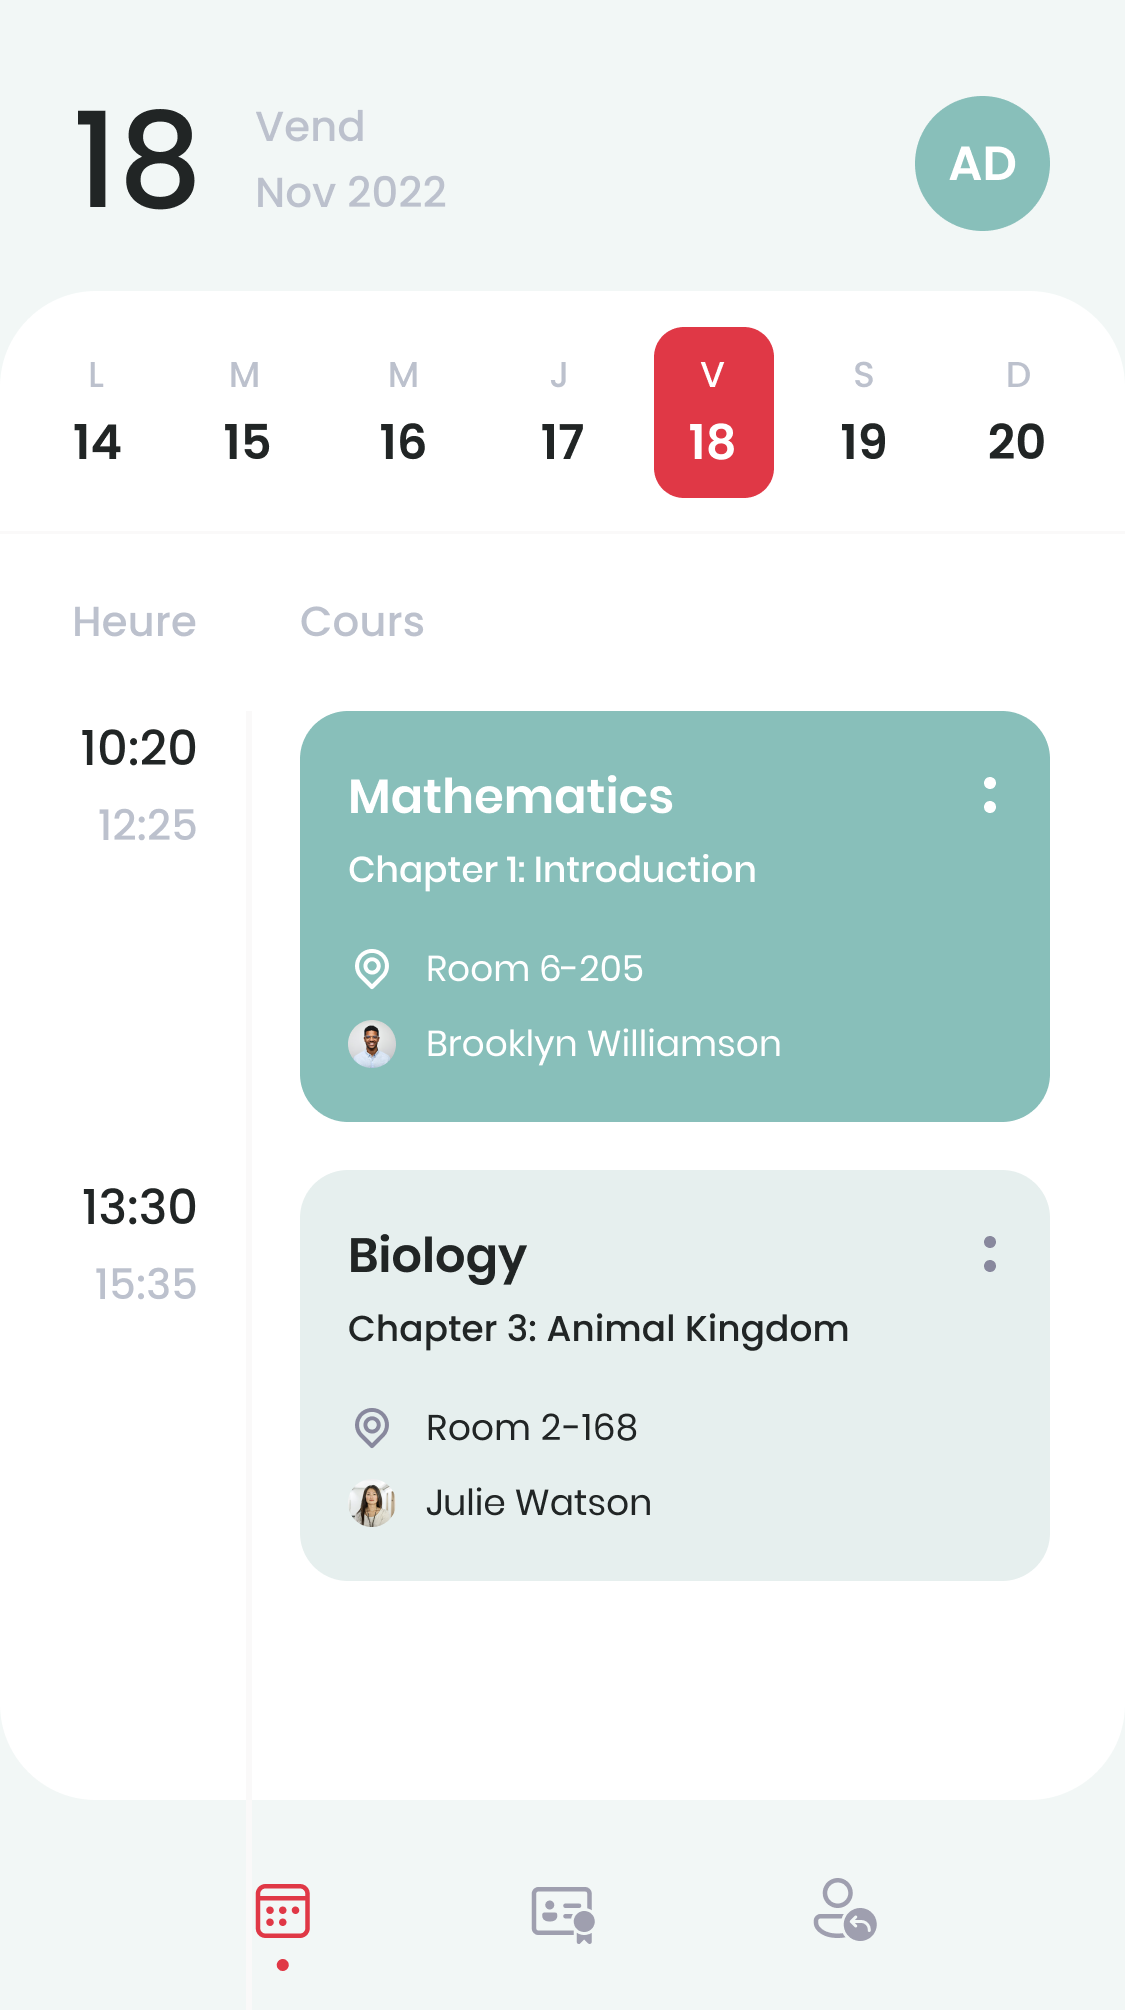 18
Vend
Nov 2022
AD
L M M J V S D
14 15 16 17 18 19 20
Heure Cours
10:20
12:25
Mathematics
Chapter 1: Introduction
Room 6-205
Brooklyn Williamson
13:30
15:35
Biology
Chapter 3: Animal Kingdom
Room 2-168
Julie Watson